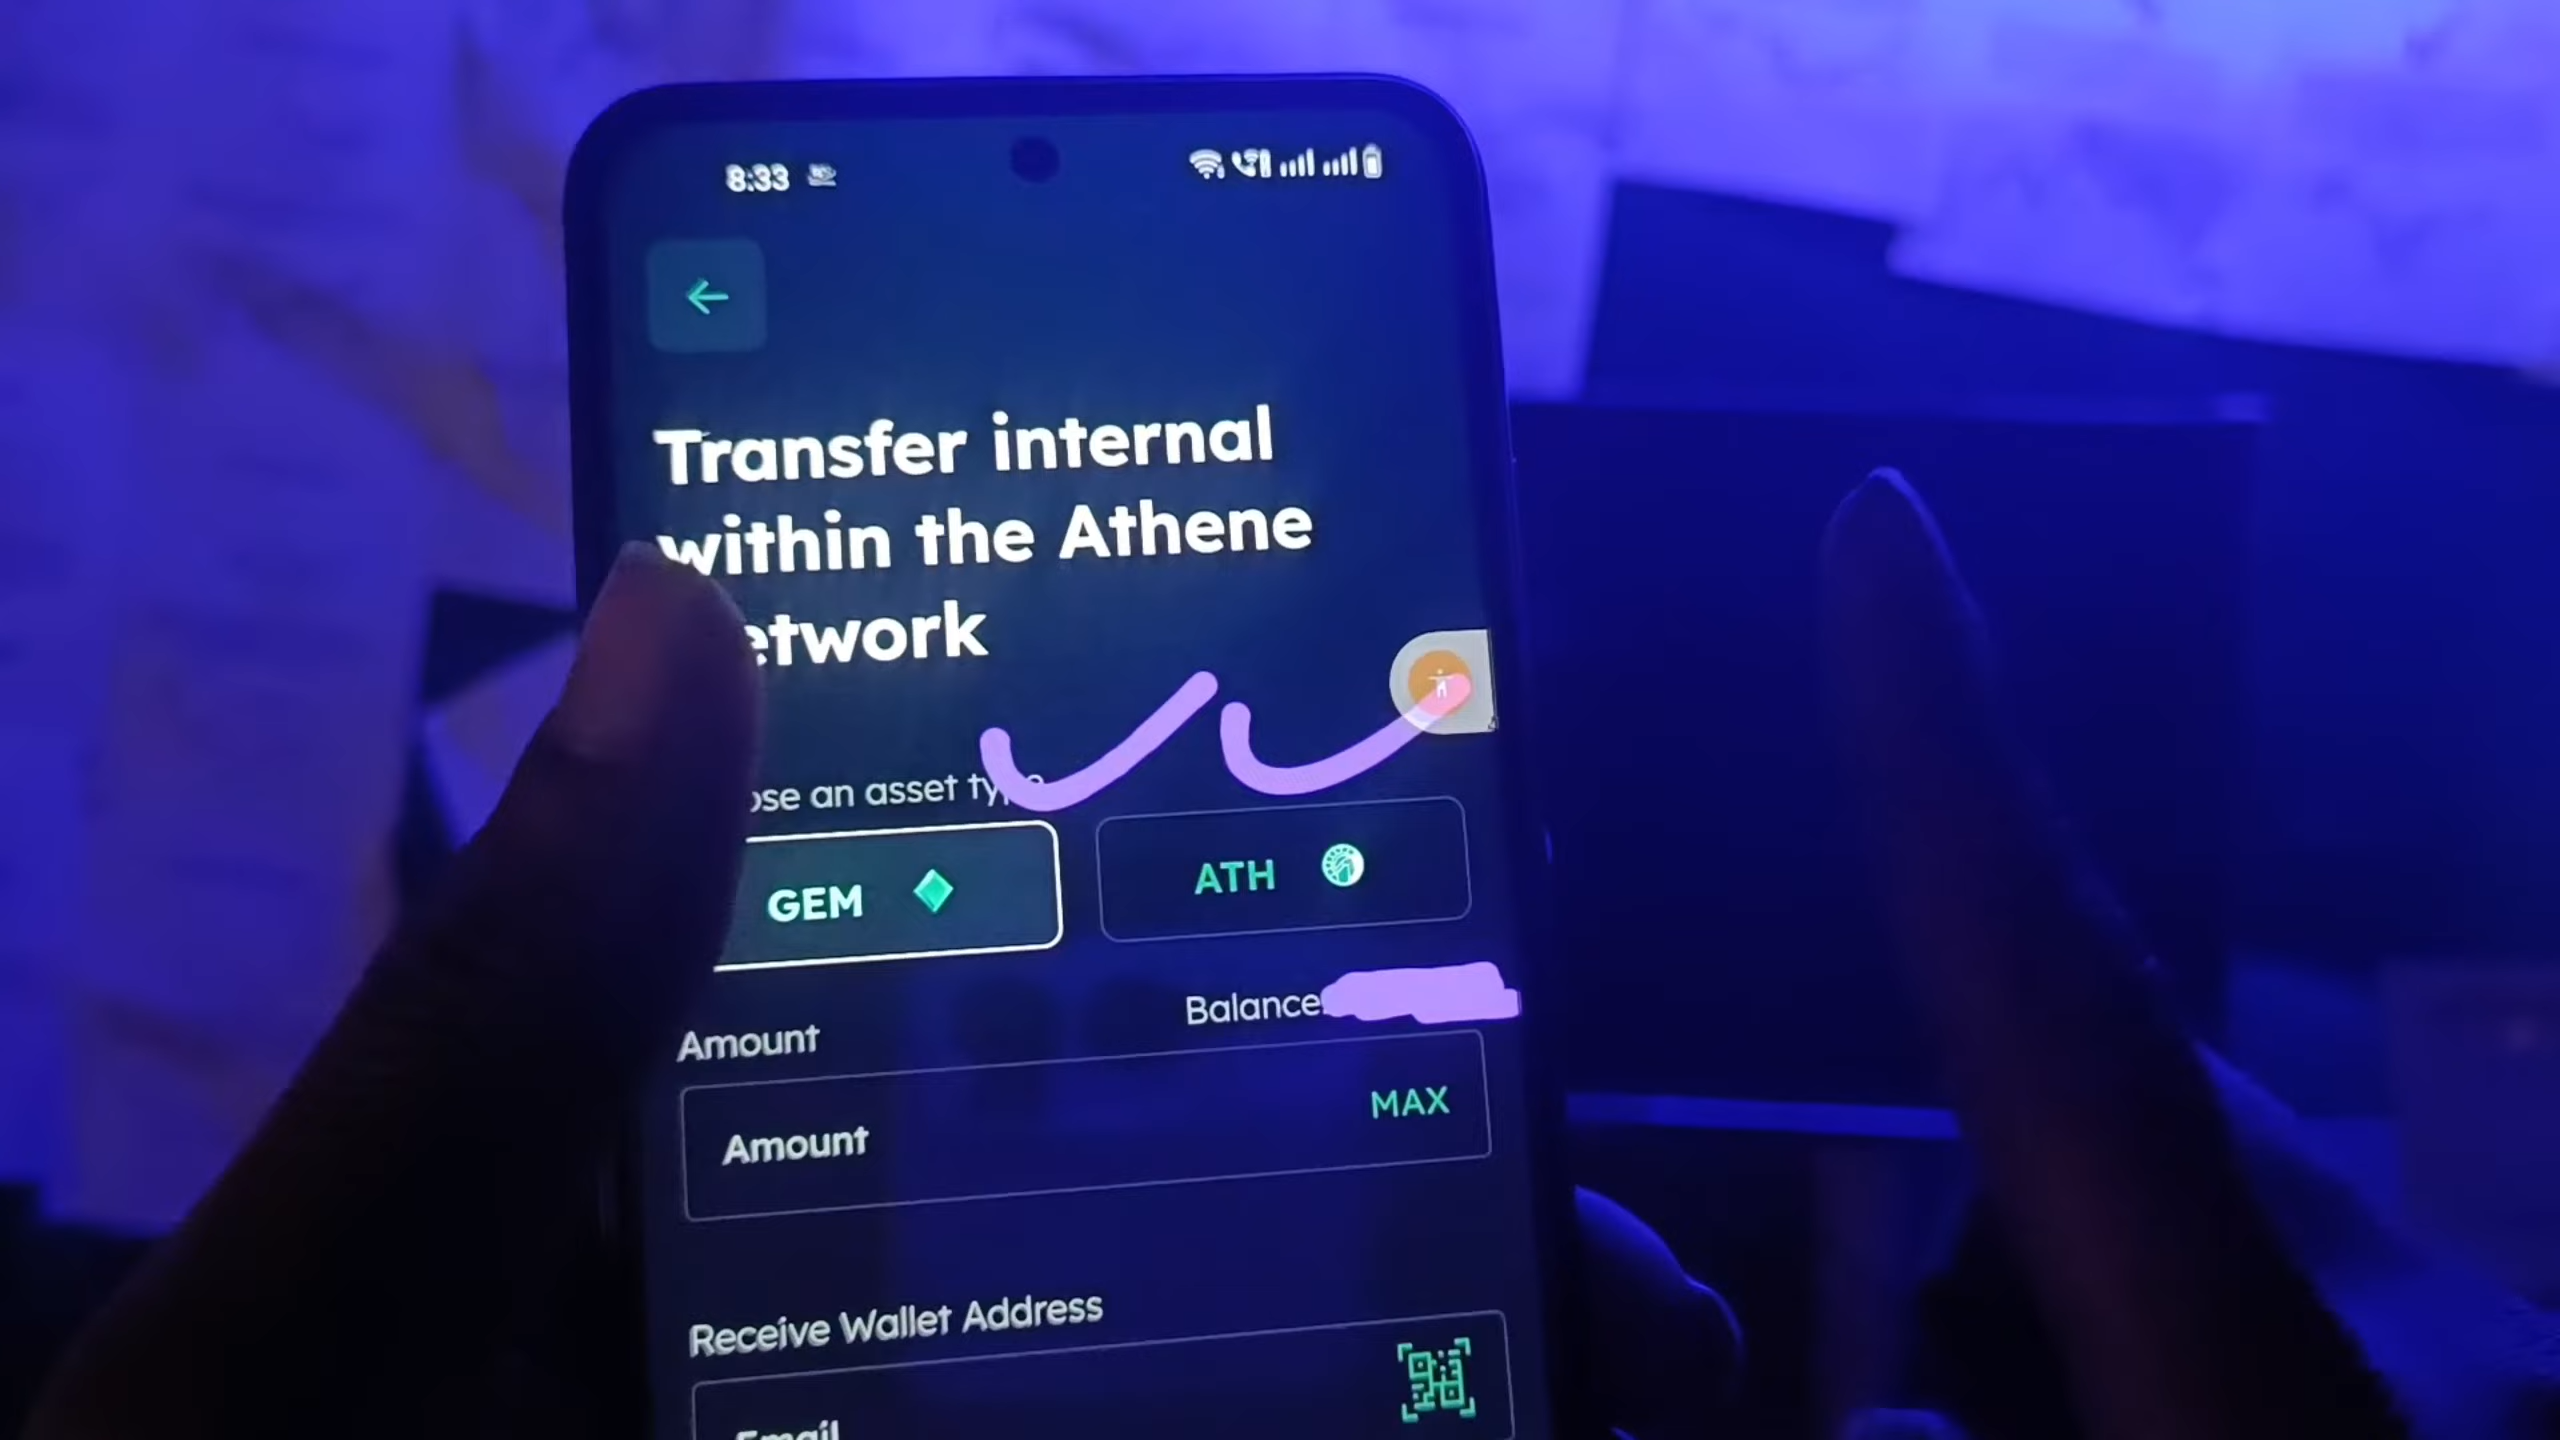 8:33
Transfer internal
within the Athene
etwork
ose an asset
GEM
ATH
Balance:
Amount
Amount
MAX
Receive Wallet Address
Email